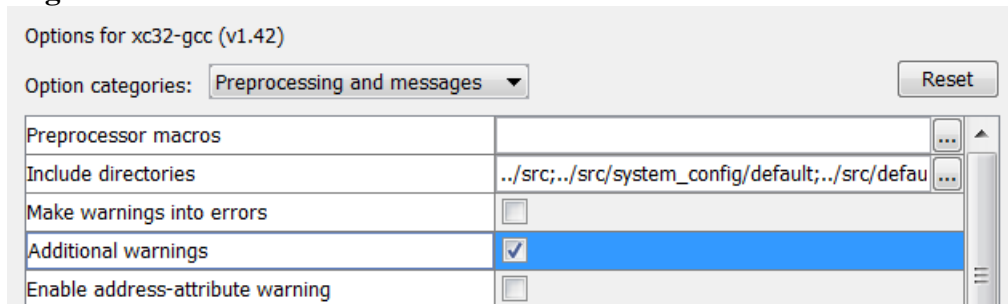 Options for xc32-gcc (v1.42)
Option categories: Preprocessing and messages Reset
Preprocessor macros ...
Include directories ../src;../src/system_config/default;../src/defau ...
Make warnings into errors
Additional warnings
Enable address-attribute warning